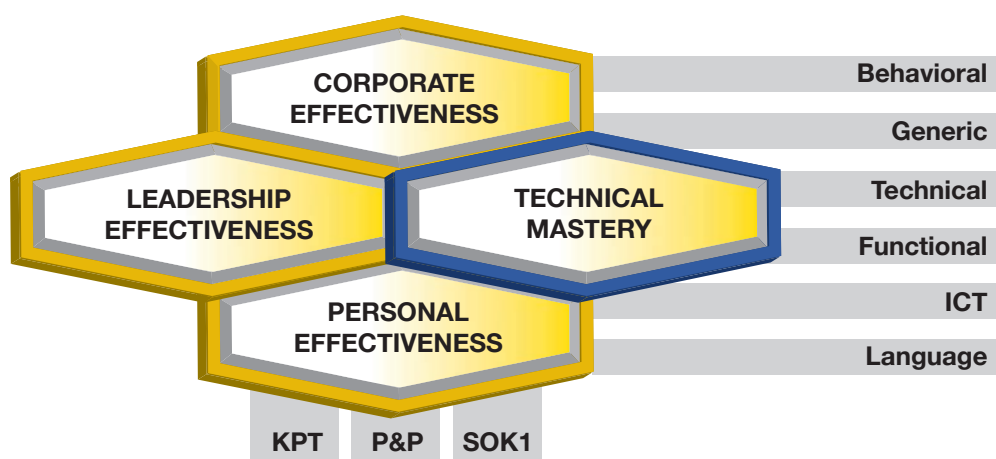 CORPORATE
EFFECTIVENESS
LEADERSHIP
EFFECTIVENESS
TECHNICAL
MASTERY
PERSONAL
EFFECTIVENESS
Behavioral
Generic
Technical
Functional
ICT
Language
KPT
P&P
SOK1